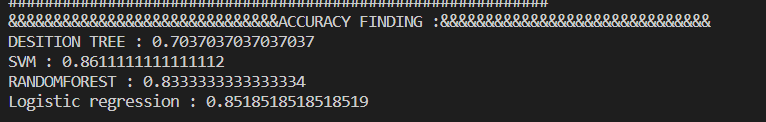 ############################################################
&&&&&&&&&&&&&&&&&&&&&&&&&&&&&&ACCURACY FINDING :&&&&&&&&&&&&&&&&&&&&&&&&&&&&&&
DESITION TREE : 0.7037037037037037
SVM : 0.8611111111111112
RANDOMFOREST : 0.8333333333333334
Logistic regression : 0.8518518518518519